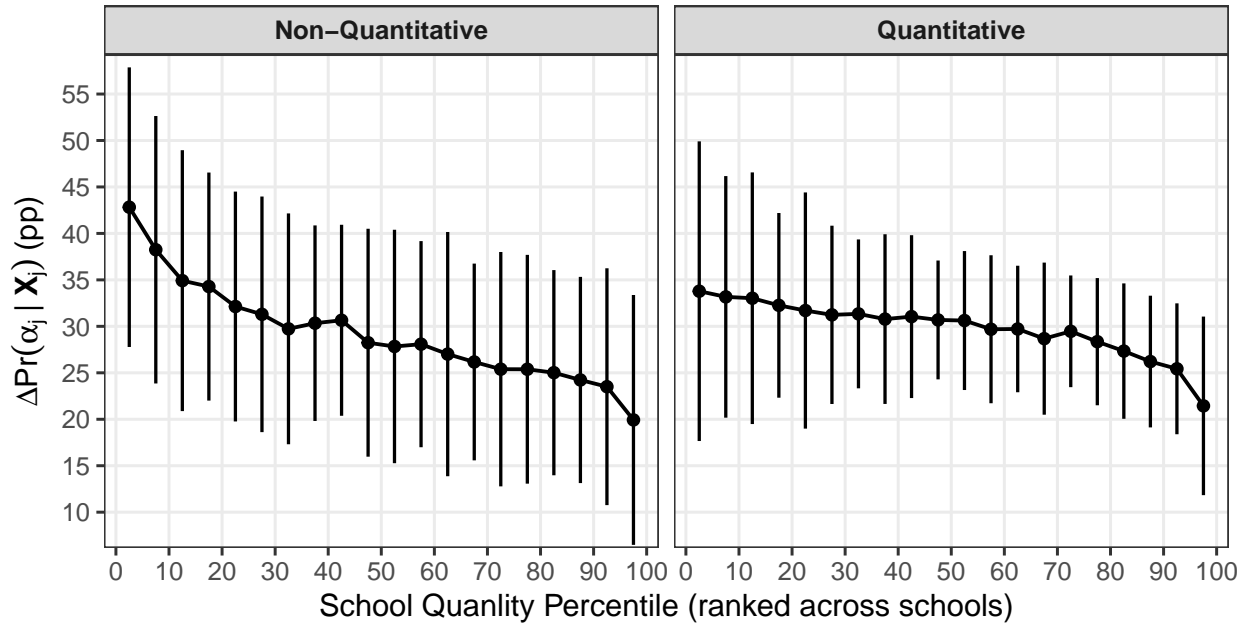 Non−Quantitative
Quantitative
ΔPr(αj | Xj) (pp)
55
50
45
40
35
30
25
20
15
10
0 10 20 30 40 50 60 70 80 90 100
0 10 20 30 40 50 60 70 80 90 100
School Quanlity Percentile (ranked across schools)